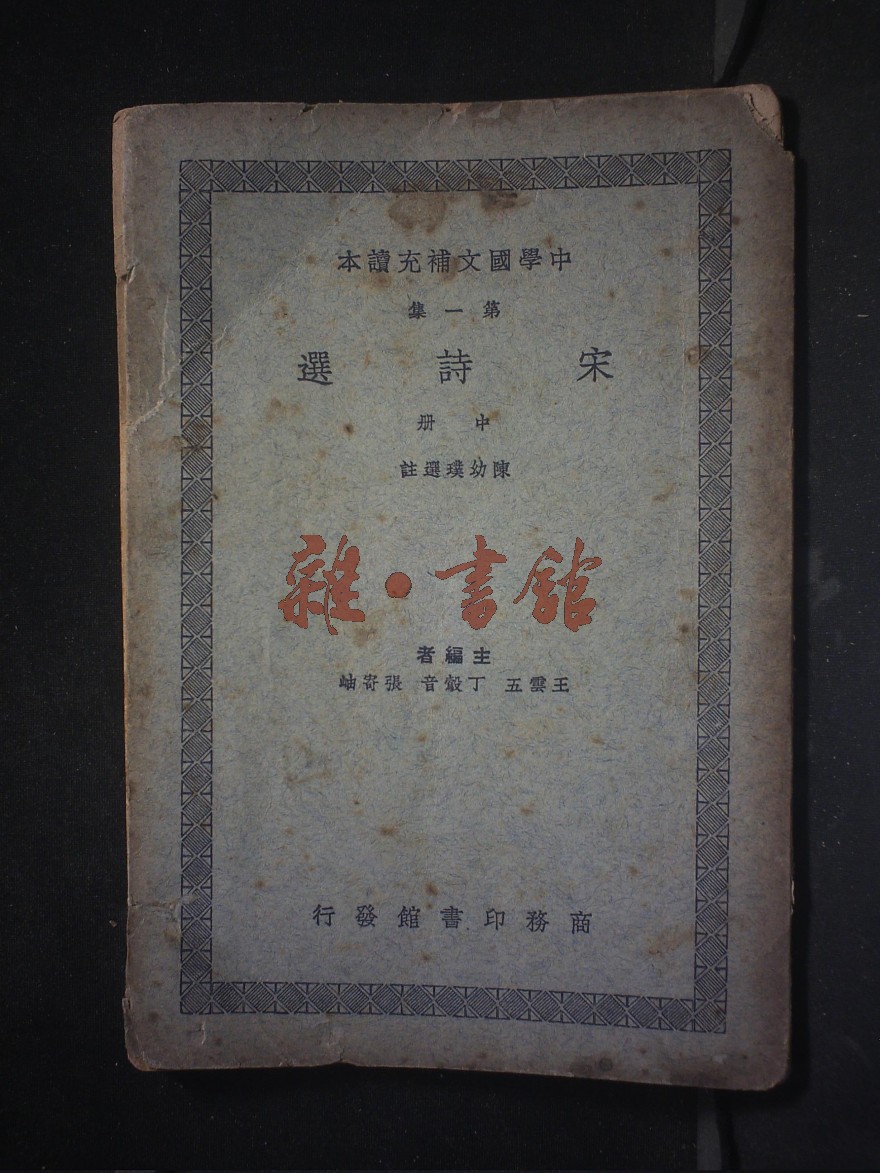 中學國文補充讀本
第一集
宋詩選
中册
陳幼璞選註
雜·書館
主編者
王雲五 丁瑴音 張寄岫
商務印書館發行